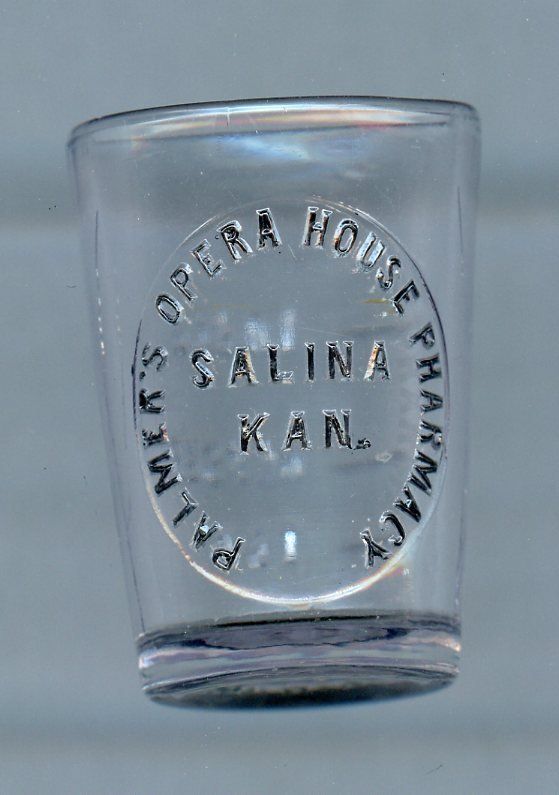 PALMER'S OPERA HOUSE PHARMACY
SALINA
KAN.